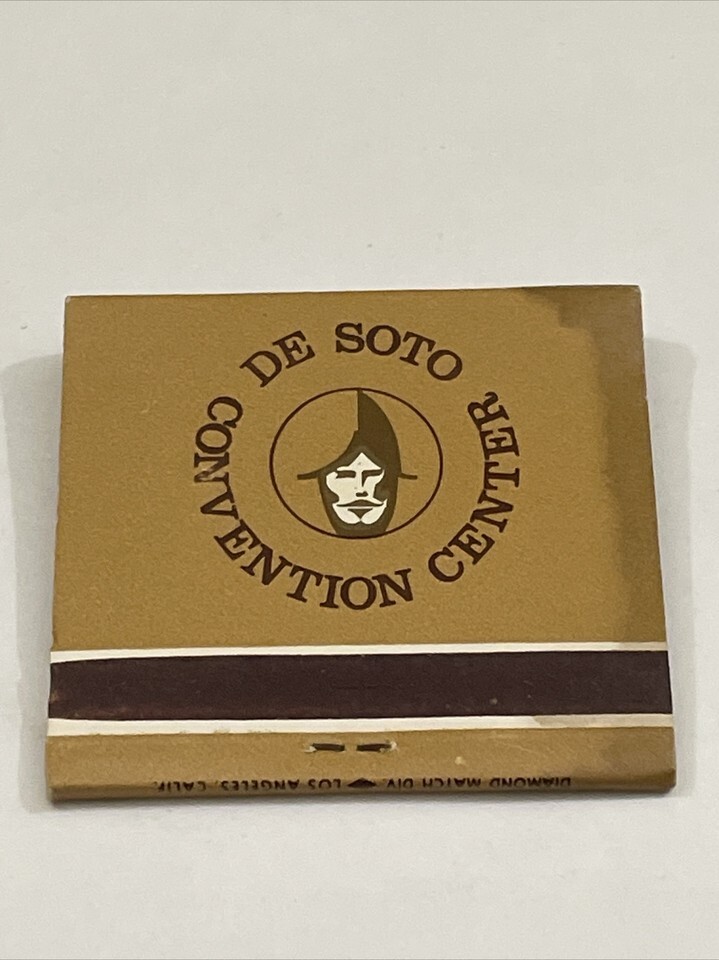 DE SOTO
CONVENTION CENTER
DIAMOND MATCH DIV. ◆ LOS ANGELES, CALIF.